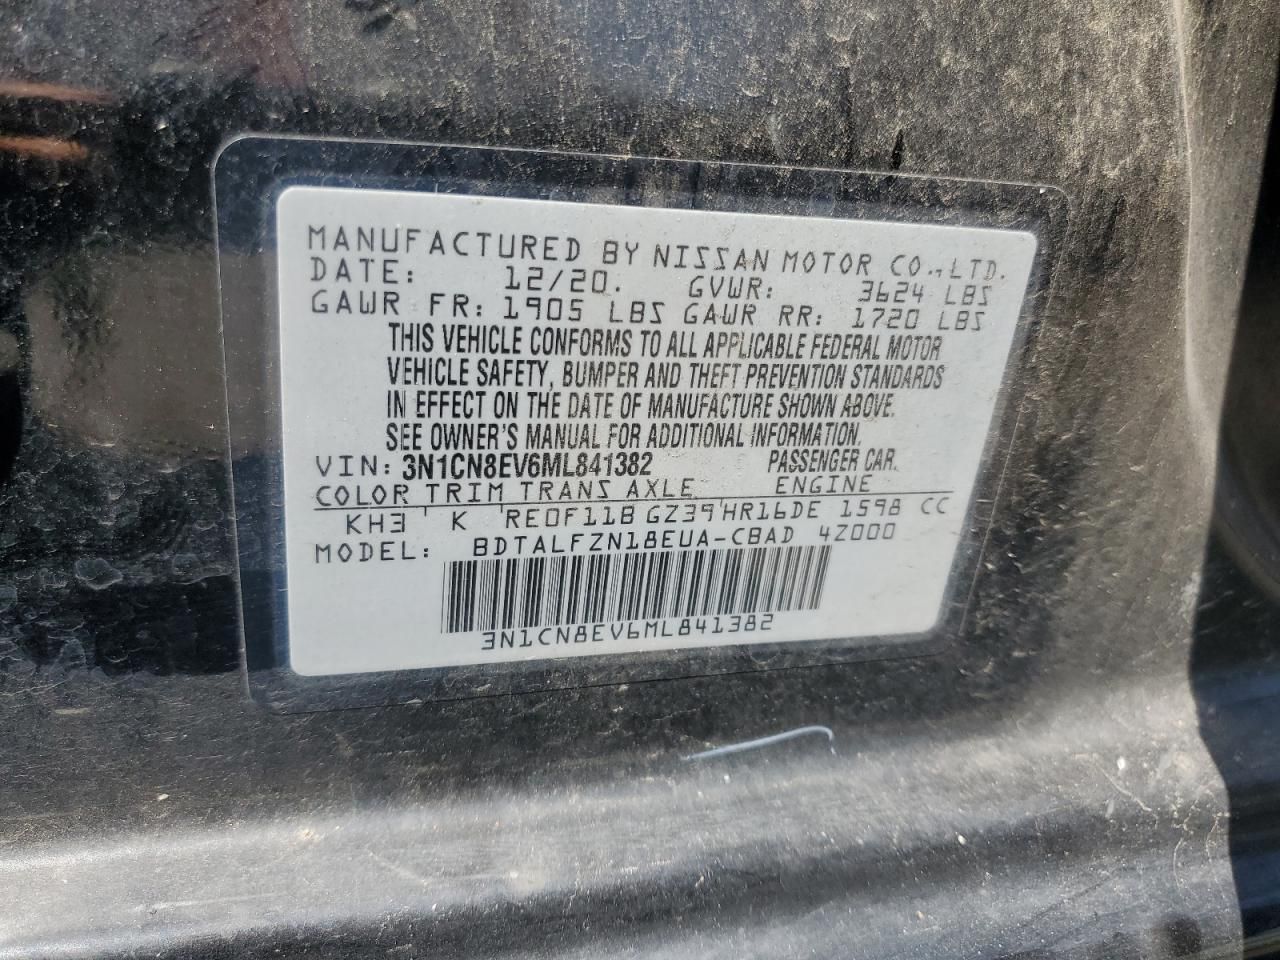 MANUFACTURED BY NISSAN MOTOR CO.,LTD.
DATE: 12/20. GVWR: 3624 LBS
GAWR FR: 1905 LBS GAWR RR: 1720 LBS
THIS VEHICLE CONFORMS TO ALL APPLICABLE FEDERAL MOTOR
VEHICLE SAFETY, BUMPER AND THEFT PREVENTION STANDARDS
IN EFFECT ON THE DATE OF MANUFACTURE SHOWN ABOVE.
SEE OWNER'S MANUAL FOR ADDITIONAL INFORMATION.
VIN: 3N1CN8EV6ML841382 PASSENGER CAR.
COLOR TRIM TRANS AXLE ENGINE
KH3 ' K RE0F11B GZ39 ' HR16DE 1598 CC
MODEL: BDTALFZN18EUA-CBAD 4Z000
3N1CN8EV6ML841382